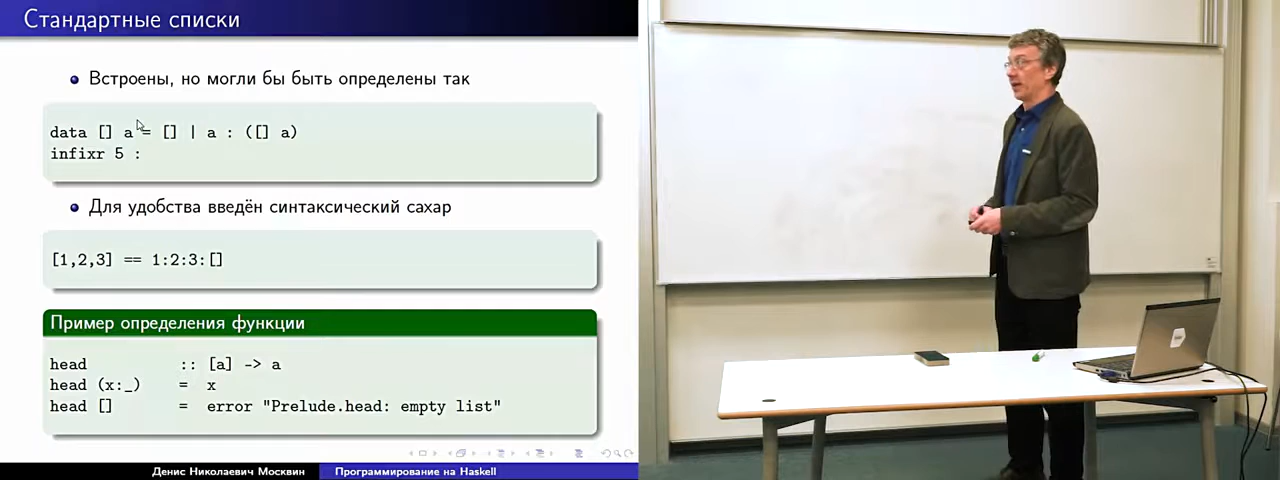 Стандартные списки
Встроены, но могли бы быть определены так
data [] a = [] | a : ([] a)
infixr 5 :
Для удобства введён синтаксический сахар
[1,2,3] == 1:2:3:[]
Пример определения функции
head :: [a] -> a
head (x:_) = x
head [] = error "Prelude.head: empty list"
Денис Николаевич Москвин Программирование на Haskell